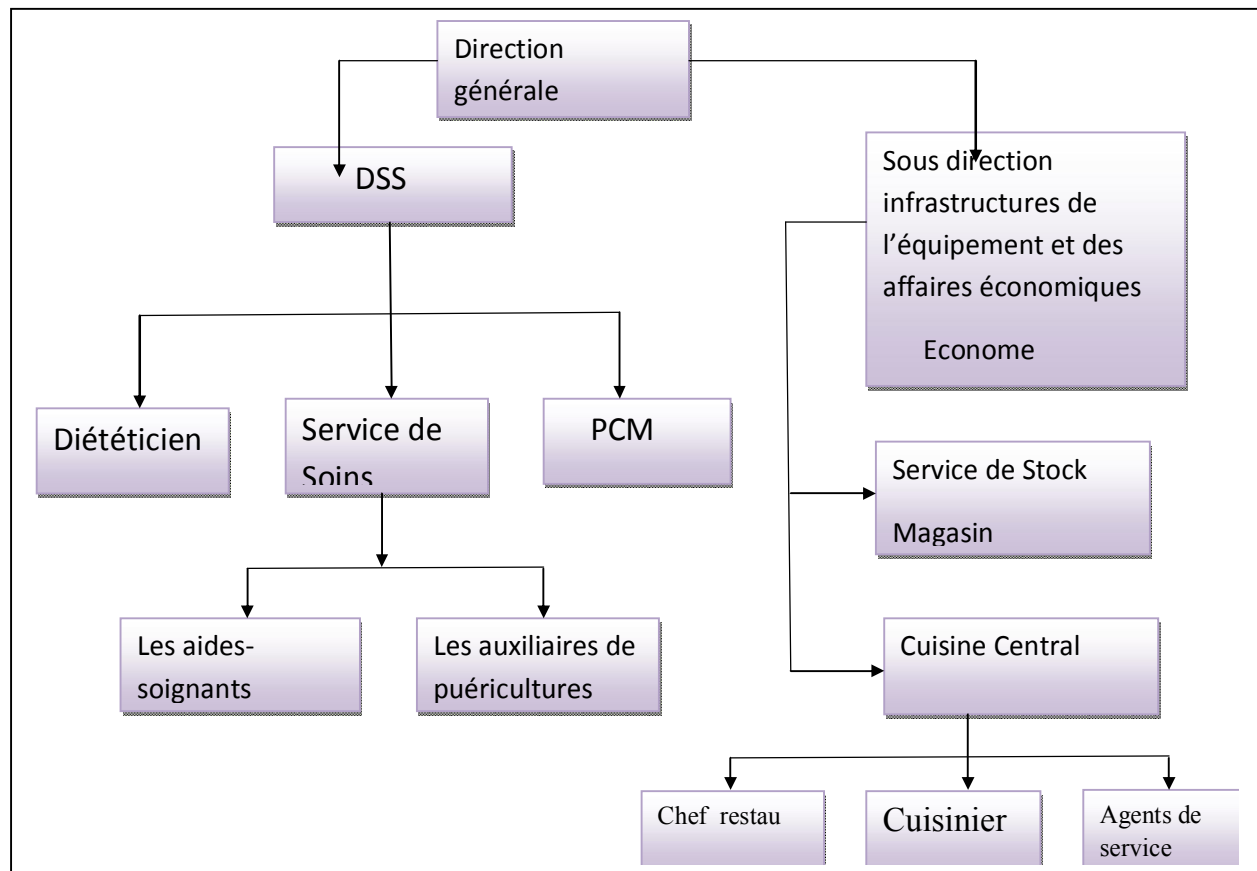 Direction
générale
DSS
Sous direction
infrastructures de
l'équipement et des
affaires économiques
Econome
Diététicien
Service de
Soins
PCM
Service de Stock
Magasin
Les aides-
soignants
Les auxiliaires de
puéricultures
Cuisine Central
Chef restau
Cuisinier
Agents de
service